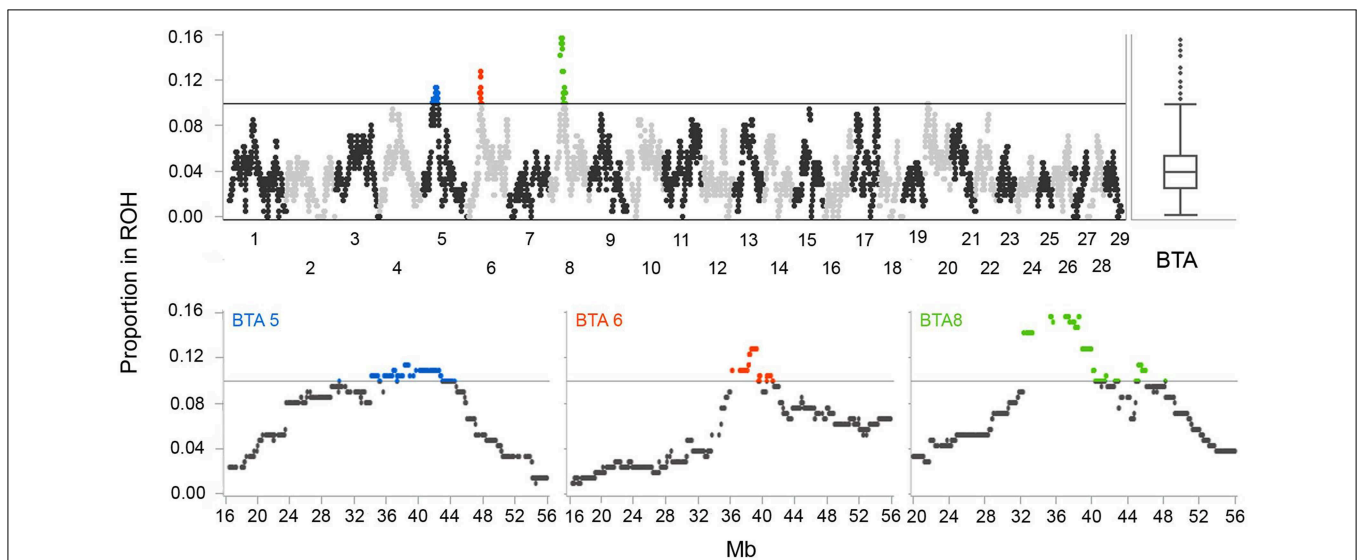 Proportion in ROH
0.16
0.12
0.08
0.04
0.00
1 3 5 7 9 11 13 15 17 19 21 23 25 27 29
2 4 6 8 10 12 14 16 18 20 22 24 26 28
BTA
0.16
0.12
0.08
0.04
0.00
BTA 5
BTA 6
BTA8
16 20 24 28 32 36 40 44 48 52 56
16 20 24 28 32 36 40 44 48 52 56
20 24 28 32 36 40 44 48 52 56
Mb